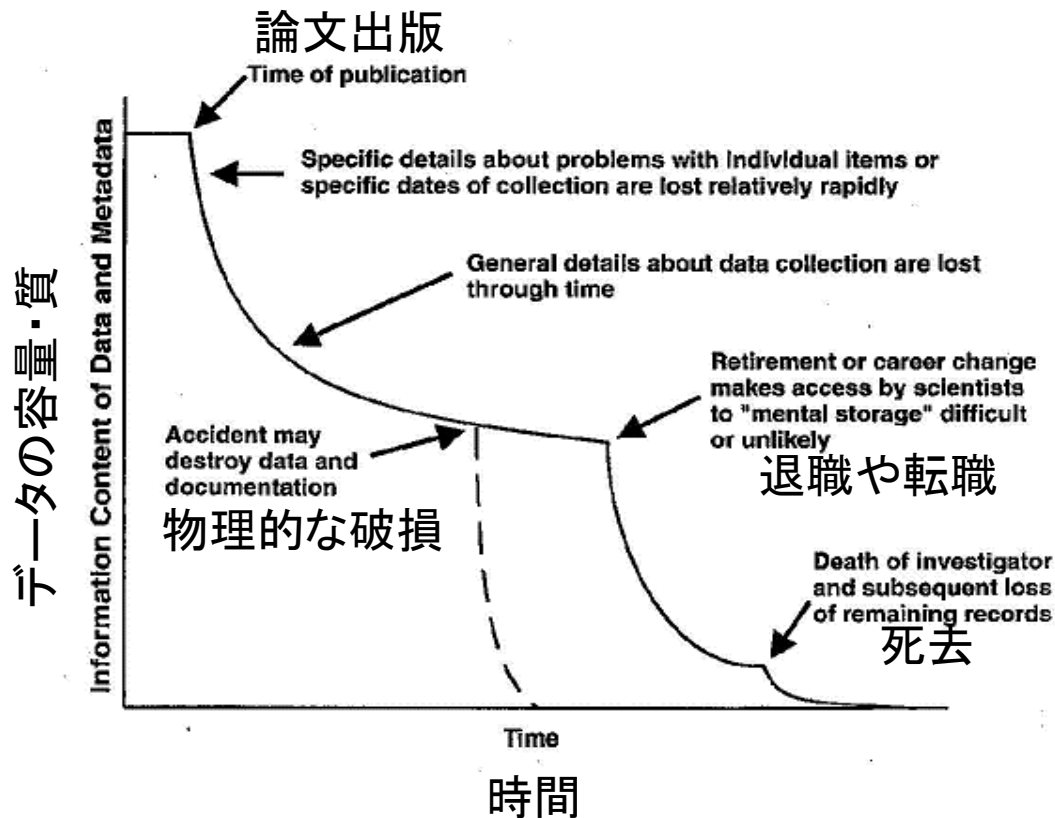 論文出版
Time of publication
Specific details about problems with individual items or
specific dates of collection are lost relatively rapidly
General details about data collection are lost
through time
Retirement or career change
makes access by scientists
to "mental storage" difficult
or unlikely
退職や転職
Accident may
destroy data and
documentation
物理的な破損
Death of investigator
and subsequent loss
of remaining records
死去
データの容量・質
Information Content of Data and Metadata
Time
時間